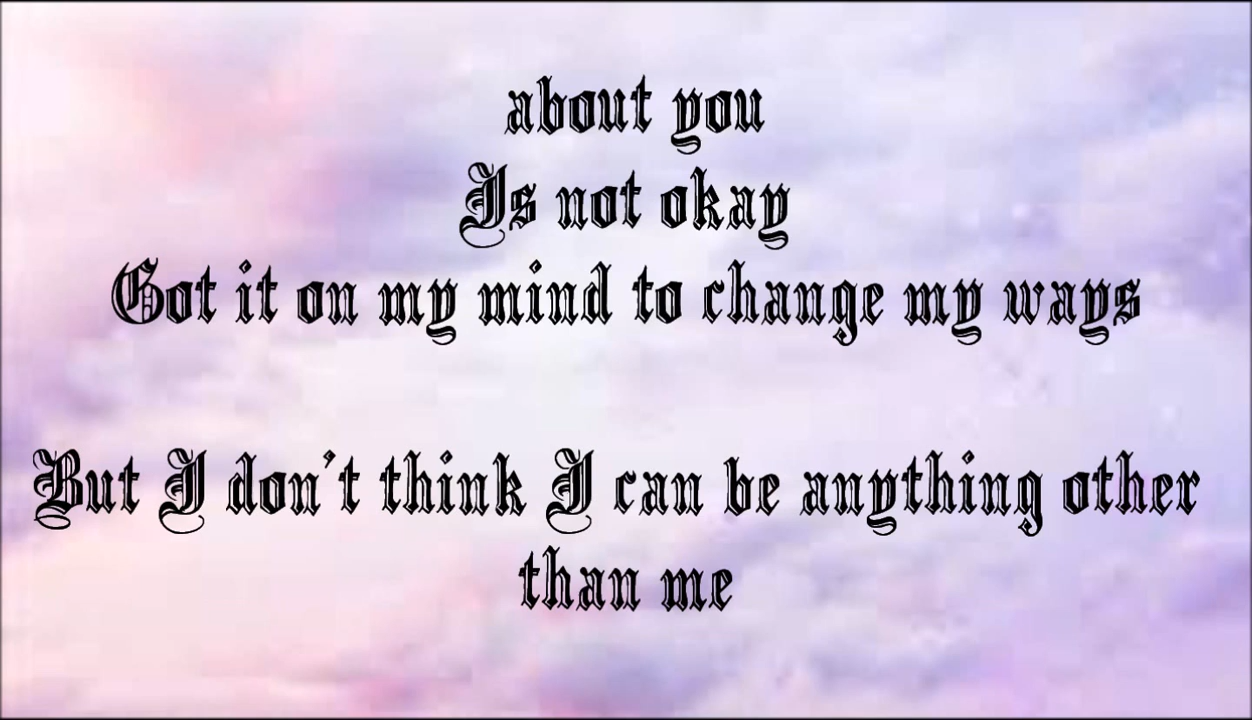 about you
Is not okay
Got it on my mind to change my ways
But I don't think I can be anything other
than me